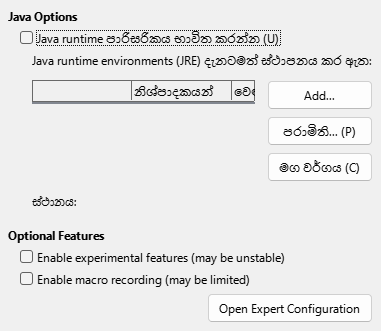 Java Options
Java runtime පාරිසරිකය භාවිත කරන්න (U)
Java runtime environments (JRE) දැනටමත් ස්ථාපනය කර ඇත:
නිශ්පාදකයන්
Add...
පරාමිති... (P)
මග වර්ගය (C)
ස්ථානය:
Optional Features
Enable experimental features (may be unstable)
Enable macro recording (may be limited)
Open Expert Configuration